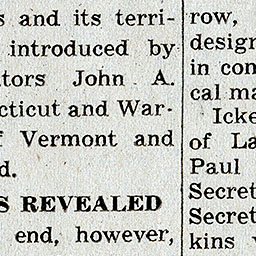 s and its terri-
introduced by
ators John A.
ecticut and War-
f Vermont and
d.
S REVEALED
end, however,
row,
design
in con
cal ma
Icke
of La
Paul
Secret
Secret
kins